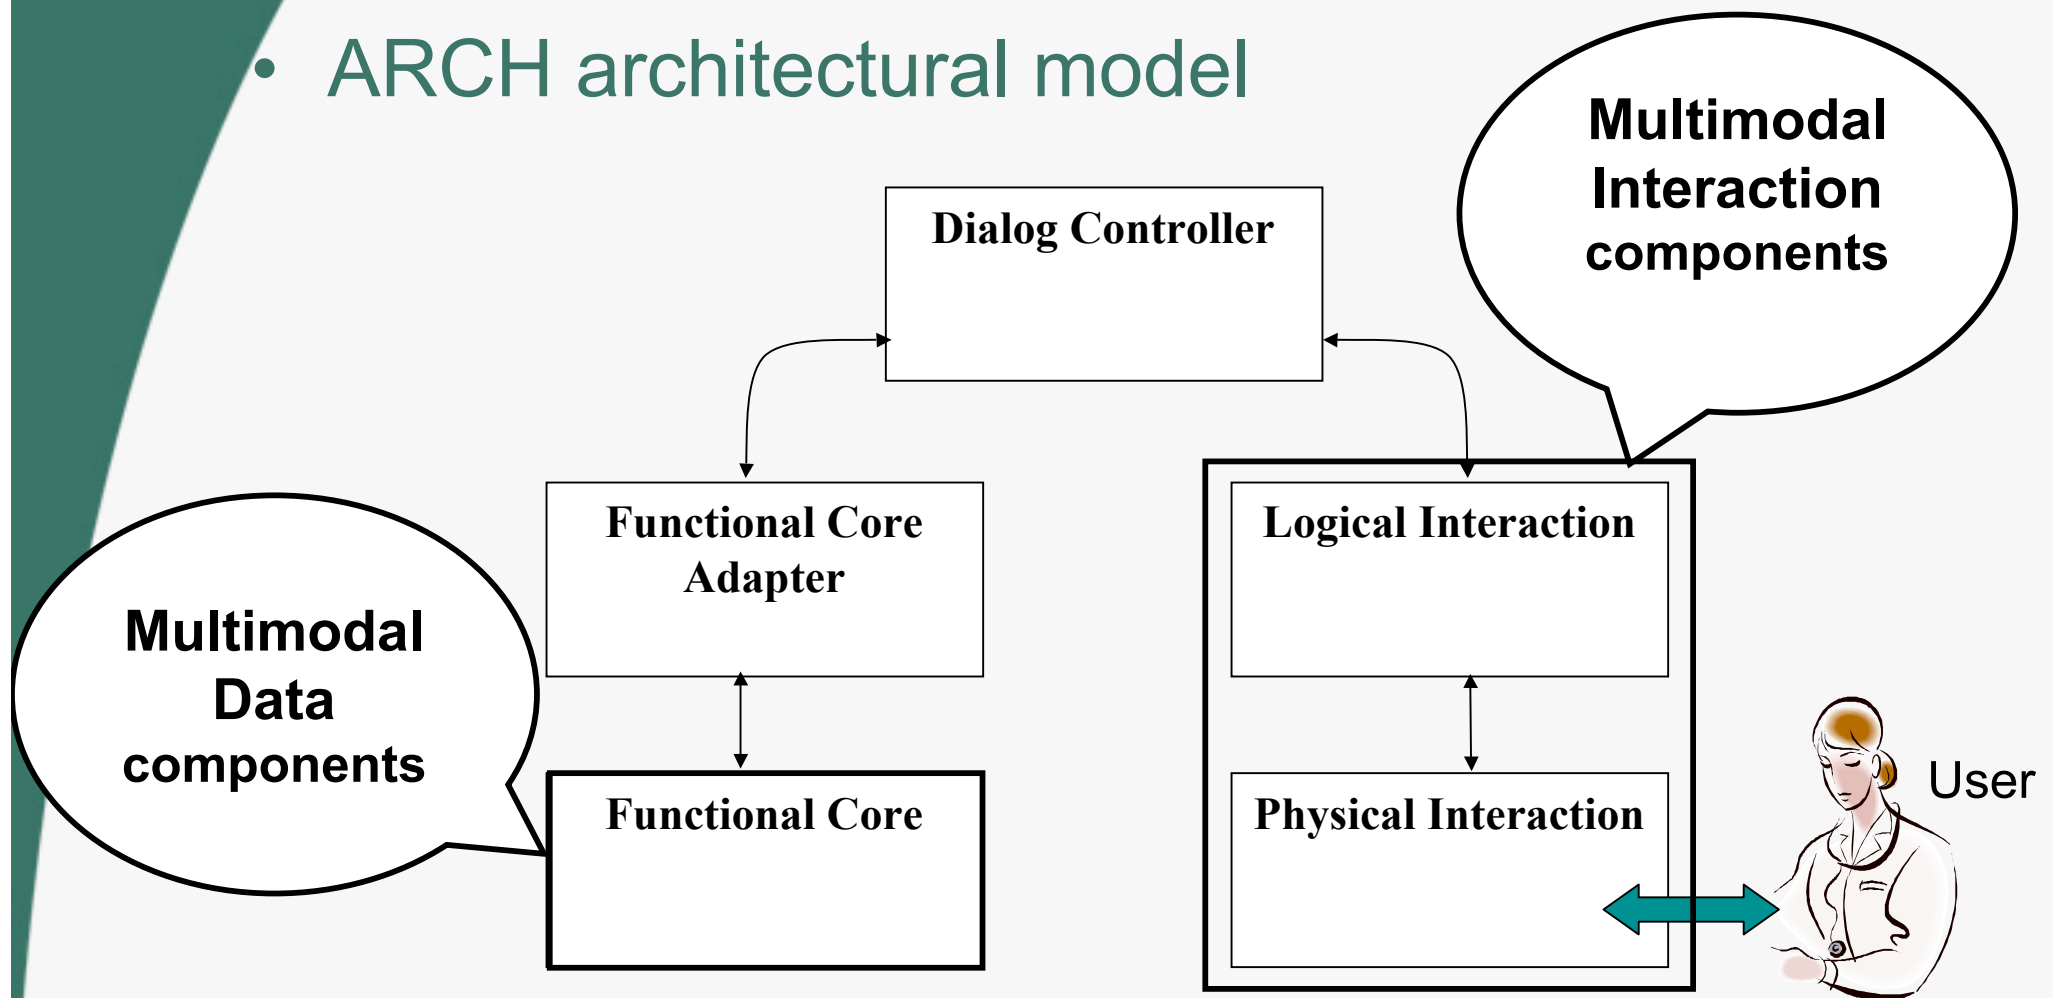 • ARCH architectural model
Multimodal
Interaction
components
Dialog Controller
Functional Core
Adapter
Logical Interaction
Multimodal
Data
components
Functional Core
Physical Interaction
User